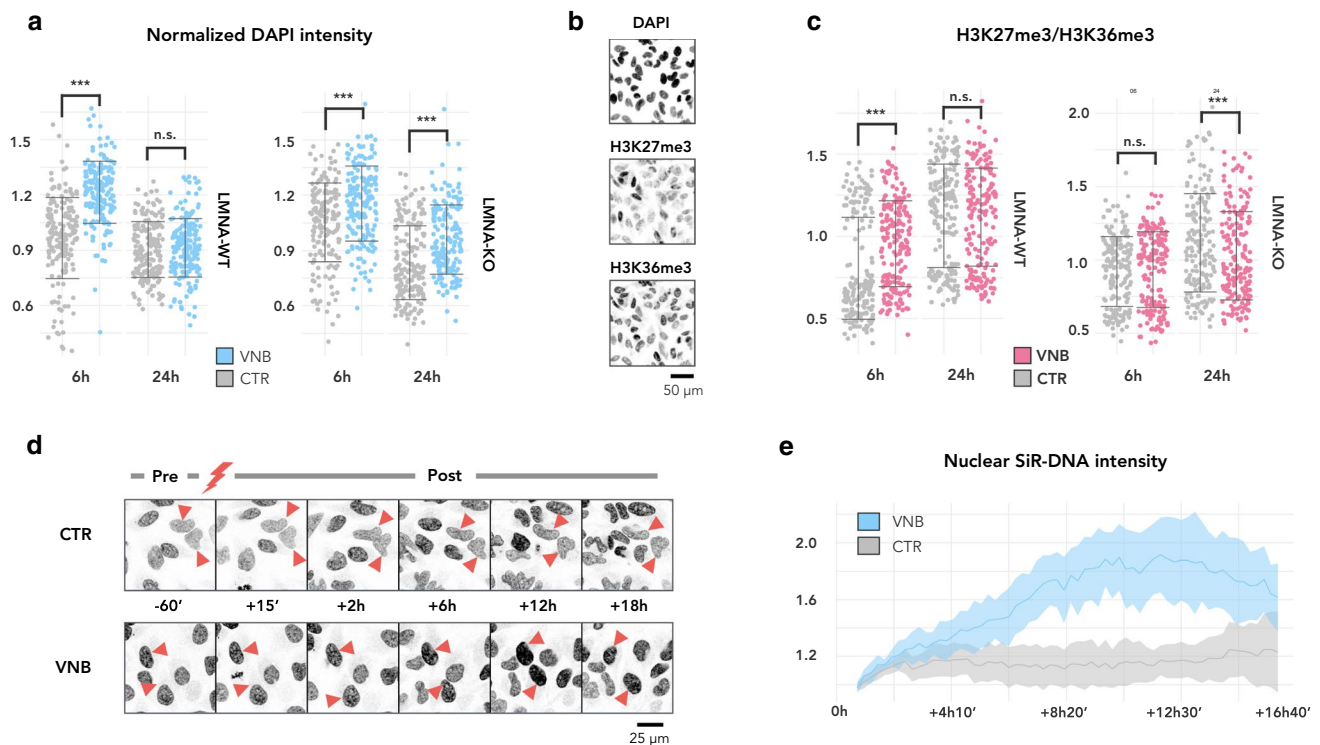 a
Normalized DAPI intensity
***
n.s.
1.5
1.2
0.9
0.6
LMNA-WT
6h
24h
***
***
1.5
1.2
0.9
0.6
LMNA-KO
VNB
CTR
6h
24h
b
DAPI
H3K27me3
H3K36me3
50 µm
c
H3K27me3/H3K36me3
***
n.s.
1.5
1.0
0.5
LMNA-WT
6h
24h
VNB
CTR
06
24
n.s.
***
2.0
1.5
1.0
0.5
LMNA-KO
6h
24h
d
Pre
Post
CTR
-60′
+15′
+2h
+6h
+12h
+18h
VNB
25 µm
e
Nuclear SiR-DNA intensity
VNB
CTR
2.0
1.6
1.2
0h
+4h10′
+8h20′
+12h30′
+16h40′